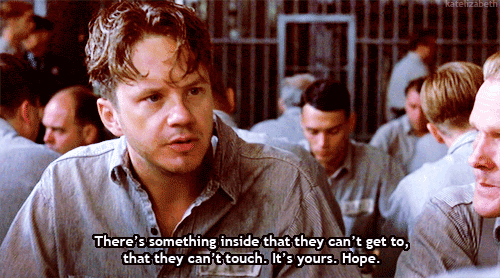 katelizabeth
There's something inside that they can't get to,
that they can't touch. It's yours. Hope.